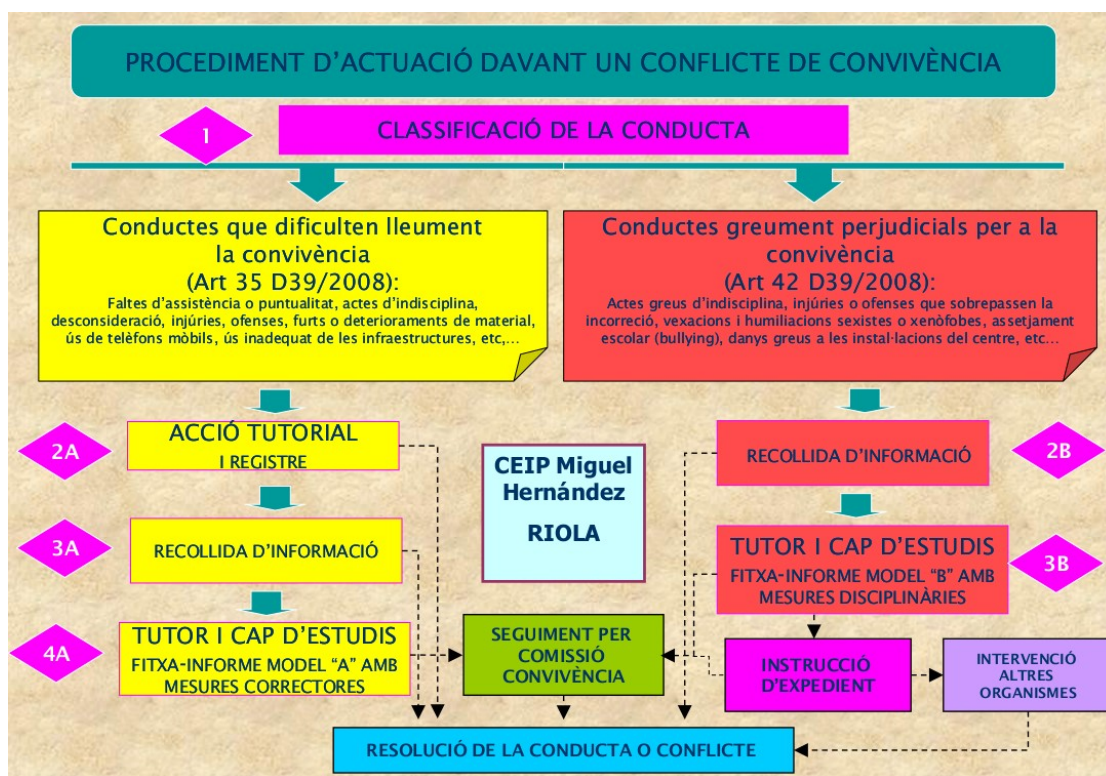 PROCEDIMENT D'ACTUACIÓ DAVANT UN CONFLICTE DE CONVIVÈNCIA
1
CLASSIFICACIÓ DE LA CONDUCTA
Conductes que dificulten lleument
la convivència
(Art 35 D39/2008):
Faltes d'assistència o puntualitat, actes d'indisciplina,
desconsideració, injúries, ofenses, furts o deterioraments de material,
ús de telèfons mòbils, ús inadequat de les infraestructures, etc,...
Conductes greument perjudicials per a la
convivència
(Art 42 D39/2008):
Actes greus d'indisciplina, injúries o ofenses que sobrepassen la
incorreció, vexacions i humiliacions sexistes o xenòfobes, assetjament
escolar (bullying), danys greus a les instal·lacions del centre, etc...
2A
ACCIÓ TUTORIAL
I REGISTRE
3A
RECOLLIDA D'INFORMACIÓ
4A
TUTOR I CAP D'ESTUDIS
FITXA-INFORME MODEL "A" AMB
MESURES CORRECTORES
CEIP Miguel
Hernández
RIOLA
SEGUIMENT PER
COMISSIÓ
CONVIVÈNCIA
RECOLLIDA D'INFORMACIÓ
2B
TUTOR I CAP D'ESTUDIS
FITXA-INFORME MODEL "B" AMB
MESURES DISCIPLINÀRIES
3B
INSTRUCCIÓ
D'EXPEDIENT
INTERVENCIÓ
ALTRES
ORGANISMES
RESOLUCIÓ DE LA CONDUCTA O CONFLICTE